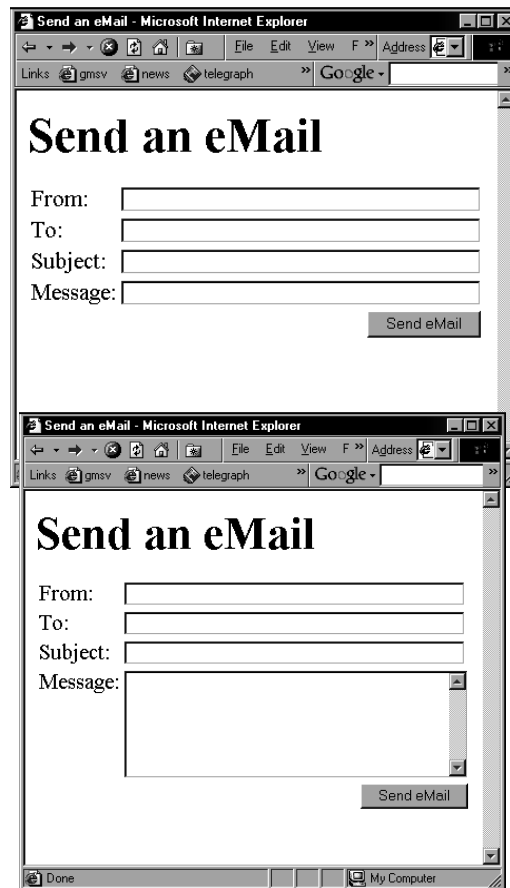 Send an eMail - Microsoft Internet Explorer
File Edit View F » Address
Links gmsv news telegraph » Google »
Send an eMail
From:
To:
Subject:
Message:
Send eMail
Send an eMail - Microsoft Internet Explorer
File Edit View F » Address
Links gmsv news telegraph » Google »
Send an eMail
From:
To:
Subject:
Message:
Send eMail
Done My Computer